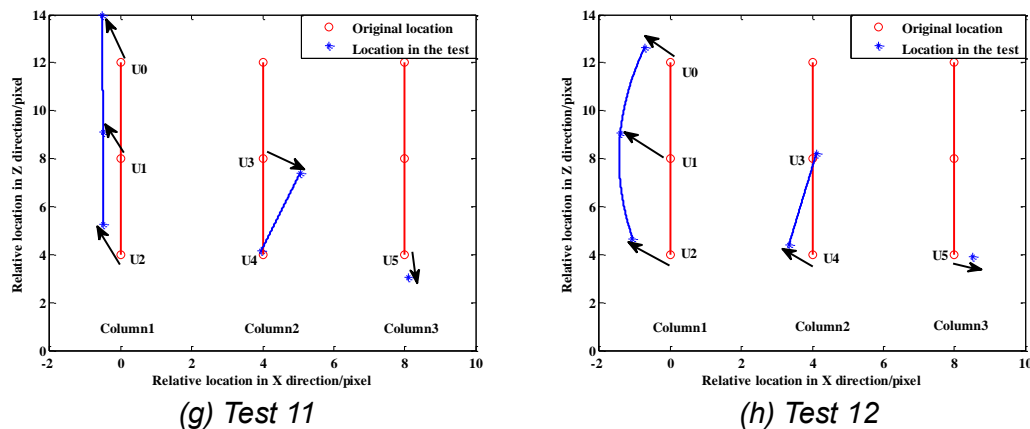 14
12
10
8
6
4
2
0
-2
0
2
4
6
8
10
Relative location in Z direction/pixel
Relative location in X direction/pixel
Original location
Location in the test
U0
U1
U2
U3
U4
U5
Column1
Column2
Column3
(g) Test 11
14
12
10
8
6
4
2
0
-2
0
2
4
6
8
10
Relative location in Z direction/pixel
Relative location in X direction/pixel
Original location
Location in the test
U0
U1
U2
U3
U4
U5
Column1
Column2
Column3
(h) Test 12